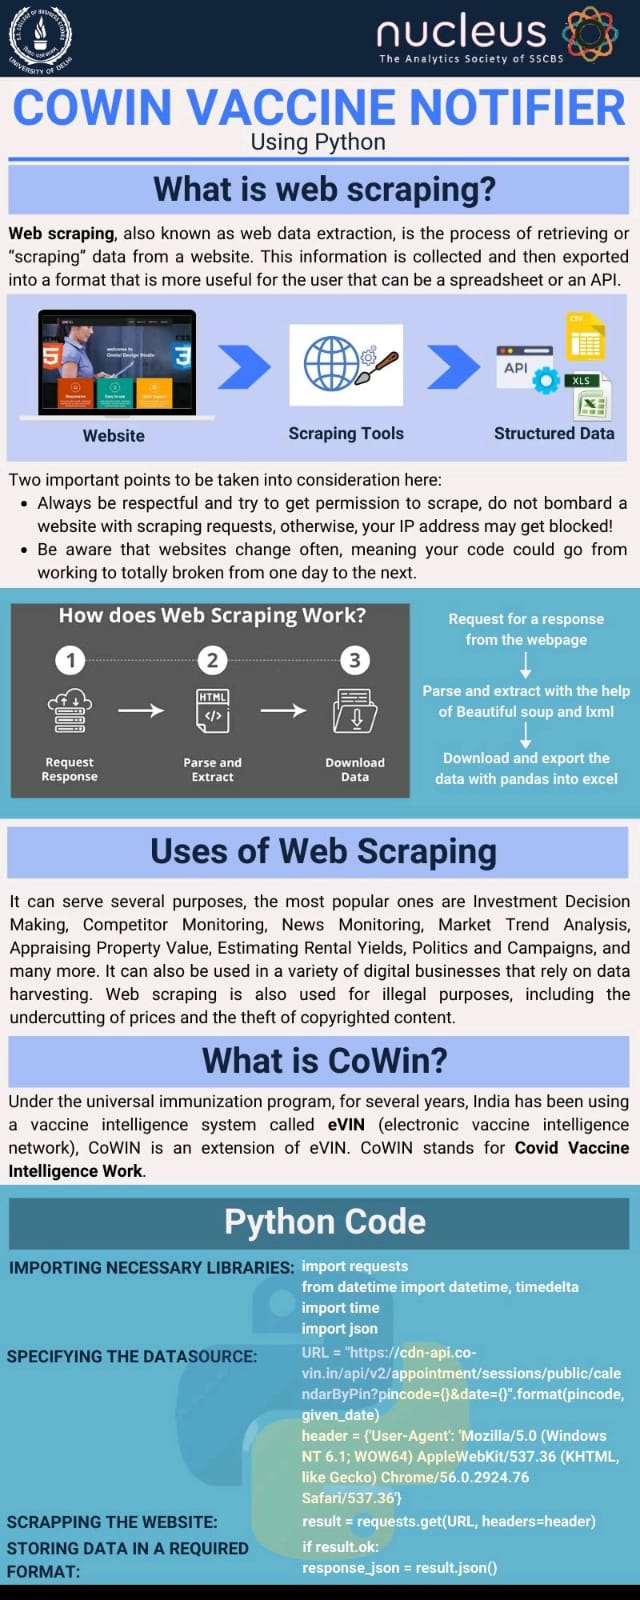 S.S. COLLEGE OF BUSINESS STUDIES
UNIVERSITY OF DELHI
nucleus
The Analytics Society of SSCBS
COWIN VACCINE NOTIFIER
Using Python
What is web scraping?
Web scraping, also known as web data extraction, is the process of retrieving or
“scraping” data from a website. This information is collected and then exported
into a format that is more useful for the user that can be a spreadsheet or an API.
HTML
5
CSS
3
welcome to
Onetel Design Studio
CSV
API
XLS
Website
Scraping Tools
Structured Data
Two important points to be taken into consideration here:
• Always be respectful and try to get permission to scrape, do not bombard a
website with scraping requests, otherwise, your IP address may get blocked!
• Be aware that websites change often, meaning your code could go from
working to totally broken from one day to the next.
How does Web Scraping Work?
1
2
3
HTML
</>
Request
Response
Parse and
Extract
Download
Data
Request for a response
from the webpage
Parse and extract with the help
of Beautiful soup and lxml
Download and export the
data with pandas into excel
Uses of Web Scraping
It can serve several purposes, the most popular ones are Investment Decision
Making, Competitor Monitoring, News Monitoring, Market Trend Analysis,
Appraising Property Value, Estimating Rental Yields, Politics and Campaigns, and
many more. It can also be used in a variety of digital businesses that rely on data
harvesting. Web scraping is also used for illegal purposes, including the
undercutting of prices and the theft of copyrighted content.
What is CoWin?
Under the universal immunization program, for several years, India has been using
a vaccine intelligence system called eVIN (electronic vaccine intelligence
network), CoWIN is an extension of eVIN. CoWIN stands for Covid Vaccine
Intelligence Work.
Python Code
IMPORTING NECESSARY LIBRARIES:
import requests
from datetime import datetime, timedelta
import time
import json
SPECIFYING THE DATASOURCE:
URL = "https://cdn-api.co-
vin.in/api/v2/appointment/sessions/public/cale
ndarByPin?pincode={}&date={}".format(pincode,
given_date)
header = {'User-Agent': 'Mozilla/5.0 (Windows
NT 6.1; WOW64) AppleWebKit/537.36 (KHTML,
like Gecko) Chrome/56.0.2924.76
Safari/537.36'}
SCRAPPING THE WEBSITE:
result = requests.get(URL, headers=header)
STORING DATA IN A REQUIRED
FORMAT:
if result.ok:
response_json = result.json()